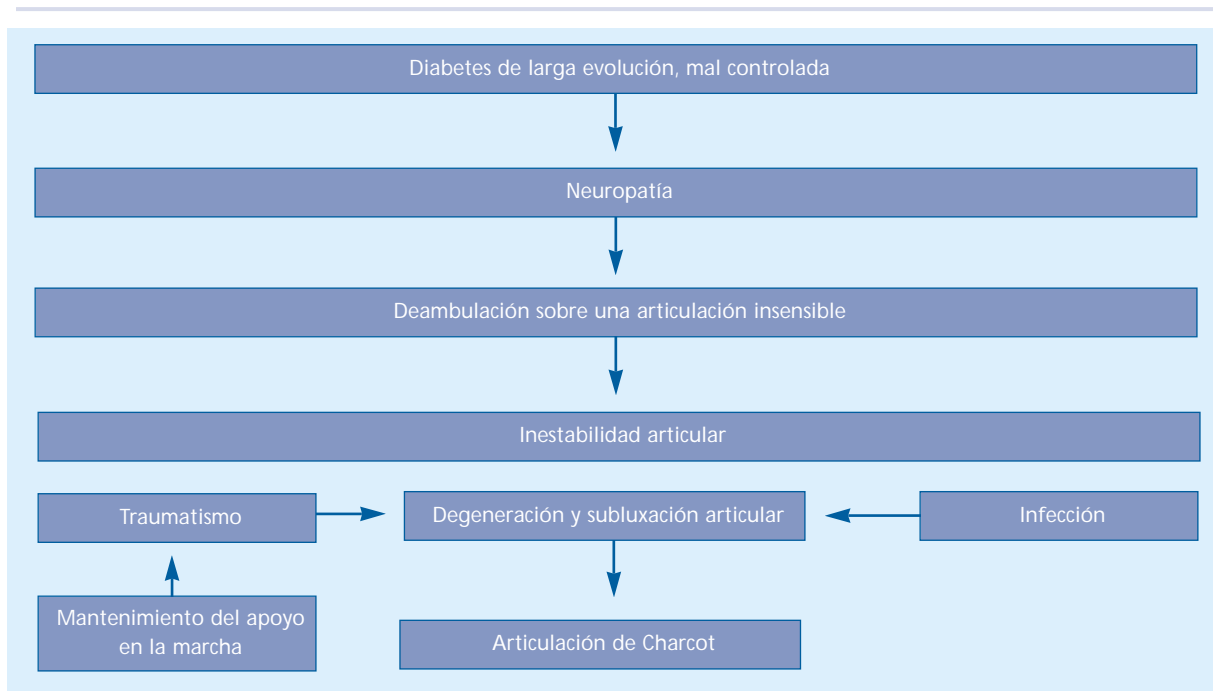 Diabetes de larga evolución, mal controlada
Neuropatía
Deambulación sobre una articulación insensible
Inestabilidad articular
Traumatismo
Degeneración y subluxación articular
Infección
Mantenimiento del apoyo
en la marcha
Articulación de Charcot